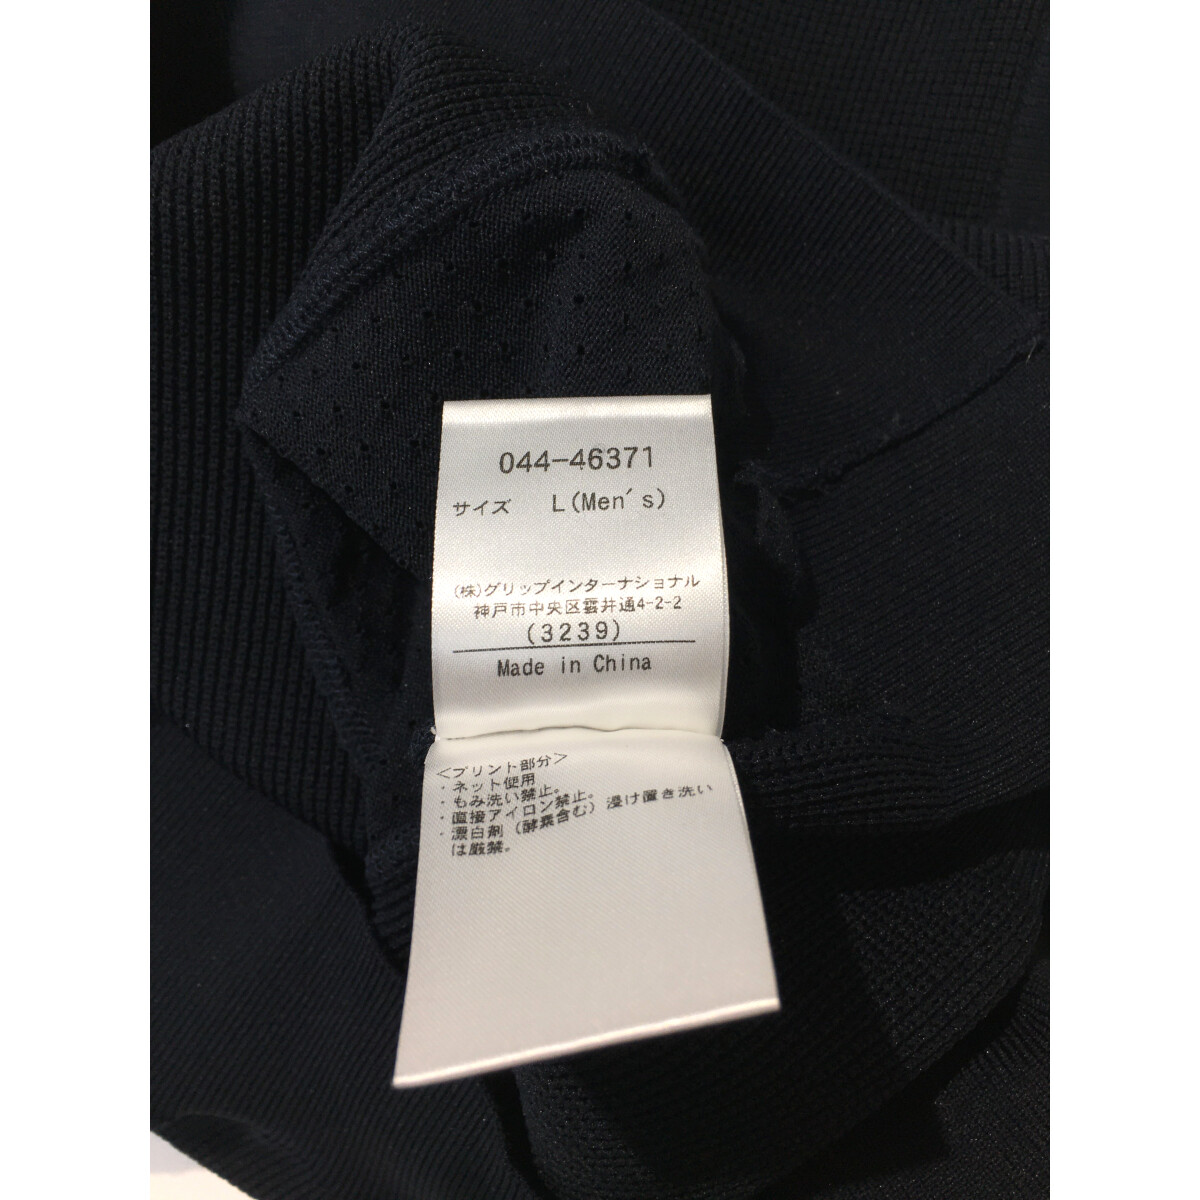 044-46371
サイズ L(Men's)
(株)グリップインターナショナル
神戸市中央区雲井通4-2-2
(3239)
Made in China
<プリント部分>
・ネット使用
・もみ洗い禁止。
・直接アイロン禁止。
・漂白剤(酵素含む)浸け置き洗い
は厳禁。